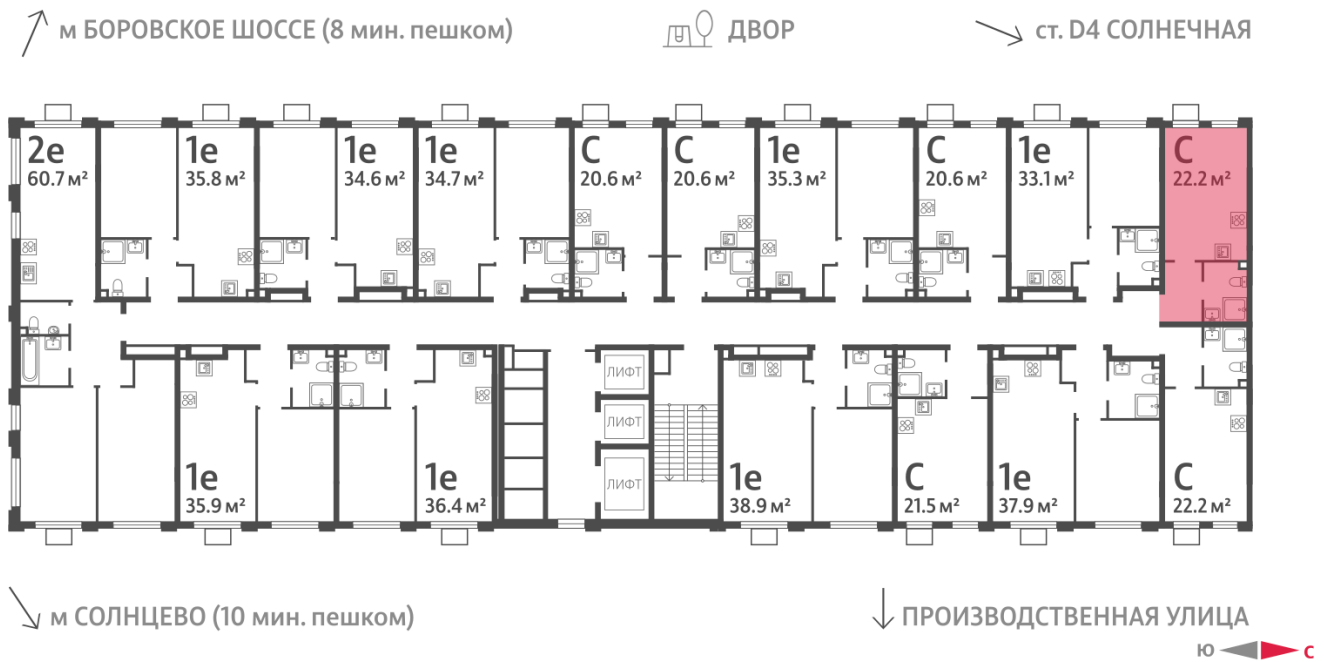 м БОРОВСКОЕ ШОССЕ (8 мин. пешком)
ДВОР
ст. D4 СОЛНЕЧНАЯ
2е
60.7 м²
1е
35.8 м²
1е
34.6 м²
1е
34.7 м²
С
20.6 м²
С
20.6 м²
1е
35.3 м²
С
20.6 м²
1е
33.1 м²
С
22.2 м²
ЛИФТ
ЛИФТ
ЛИФТ
1е
35.9 м²
1е
36.4 м²
1е
38.9 м²
С
21.5 м²
1е
37.9 м²
С
22.2 м²
м СОЛНЦЕВО (10 мин. пешком)
ПРОИЗВОДСТВЕННАЯ УЛИЦА
Ю С